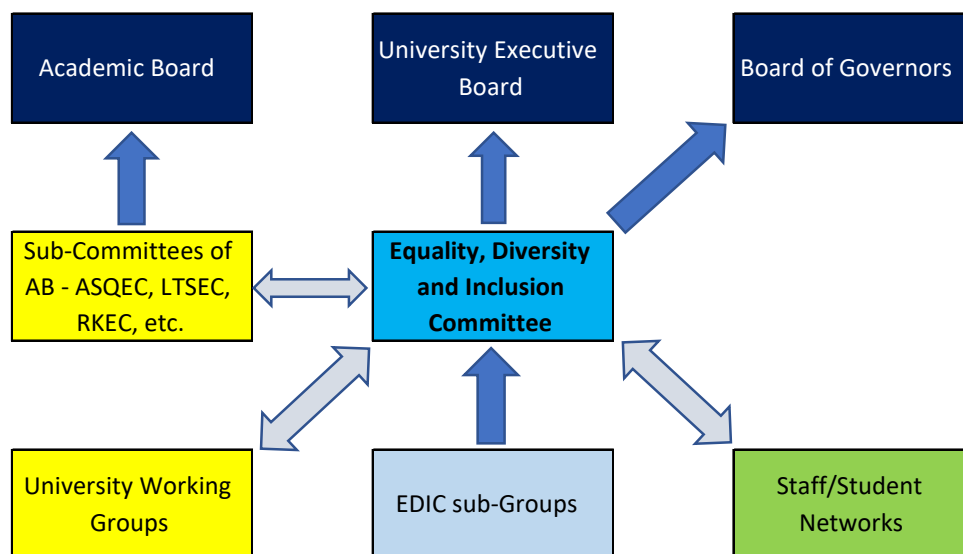 Academic Board
University Executive
Board
Board of Governors
Sub-Committees of
AB - ASQEC, LTSEC,
RKEC, etc.
Equality, Diversity
and Inclusion
Committee
University Working
Groups
EDIC sub-Groups
Staff/Student
Networks